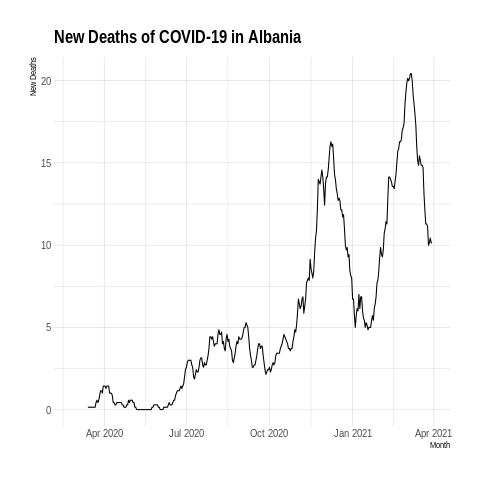 New Deaths of COVID-19 in Albania
New Deaths
20
15
10
5
0
Apr 2020 Jul 2020 Oct 2020 Jan 2021 Apr 2021
Month